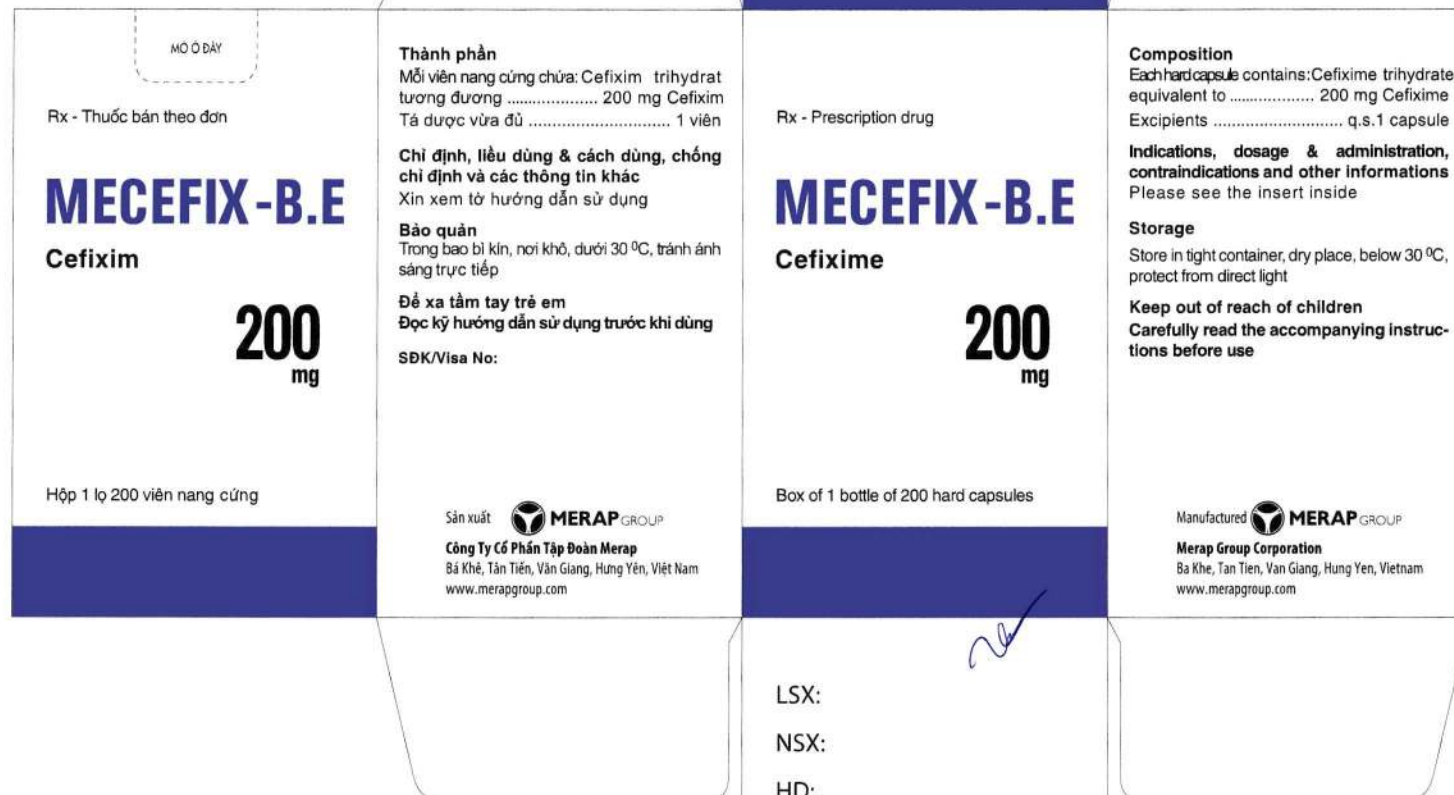 MỞ Ở ĐÂY
Rx - Thuốc bán theo đơn
MECEFIX-B.E
Cefixim
200
mg
Hộp 1 lọ 200 viên nang cứng
Thành phần
Mỗi viên nang cứng chứa: Cefixim trihydrat
tương đương .................... 200 mg Cefixim
Tá dược vừa đủ .............................. 1 viên
Chỉ định, liều dùng & cách dùng, chống
chỉ định và các thông tin khác
Xin xem tờ hướng dẫn sử dụng
Bảo quản
Trong bao bì kín, nơi khô, dưới 30 ⁰C, tránh ánh
sáng trực tiếp
Để xa tầm tay trẻ em
Đọc kỹ hướng dẫn sử dụng trước khi dùng
SĐK/Visa No:
Sản xuất MERAP GROUP
Công Ty Cổ Phần Tập Đoàn Merap
Bá Khê, Tân Tiến, Văn Giang, Hưng Yên, Việt Nam
www.merapgroup.com
Rx - Prescription drug
MECEFIX-B.E
Cefixime
200
mg
Box of 1 bottle of 200 hard capsules
LSX:
NSX:
HD:
Composition
Each hard capsule contains: Cefixime trihydrate
equivalent to ................... 200 mg Cefixime
Excipients ............................ q.s.1 capsule
Indications, dosage & administration,
contraindications and other informations
Please see the insert inside
Storage
Store in tight container, dry place, below 30 ⁰C,
protect from direct light
Keep out of reach of children
Carefully read the accompanying instruc-
tions before use
Manufactured MERAP GROUP
Merap Group Corporation
Ba Khe, Tan Tien, Van Giang, Hung Yen, Vietnam
www.merapgroup.com